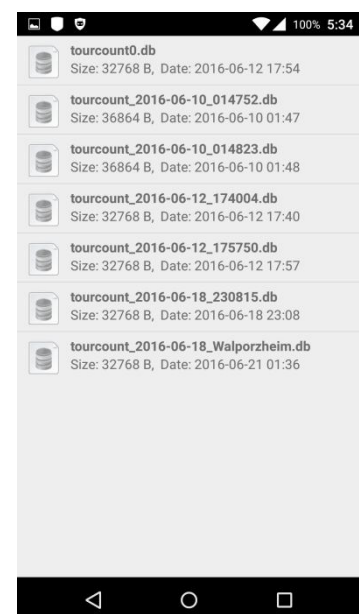 100% 5:34
tourcount0.db
Size: 32768 B, Date: 2016-06-12 17:54
tourcount_2016-06-10_014752.db
Size: 36864 B, Date: 2016-06-10 01:47
tourcount_2016-06-10_014823.db
Size: 36864 B, Date: 2016-06-10 01:48
tourcount_2016-06-12_174004.db
Size: 32768 B, Date: 2016-06-12 17:40
tourcount_2016-06-12_175750.db
Size: 32768 B, Date: 2016-06-12 17:57
tourcount_2016-06-18_230815.db
Size: 32768 B, Date: 2016-06-18 23:08
tourcount_2016-06-18_Walporzheim.db
Size: 32768 B, Date: 2016-06-21 01:36